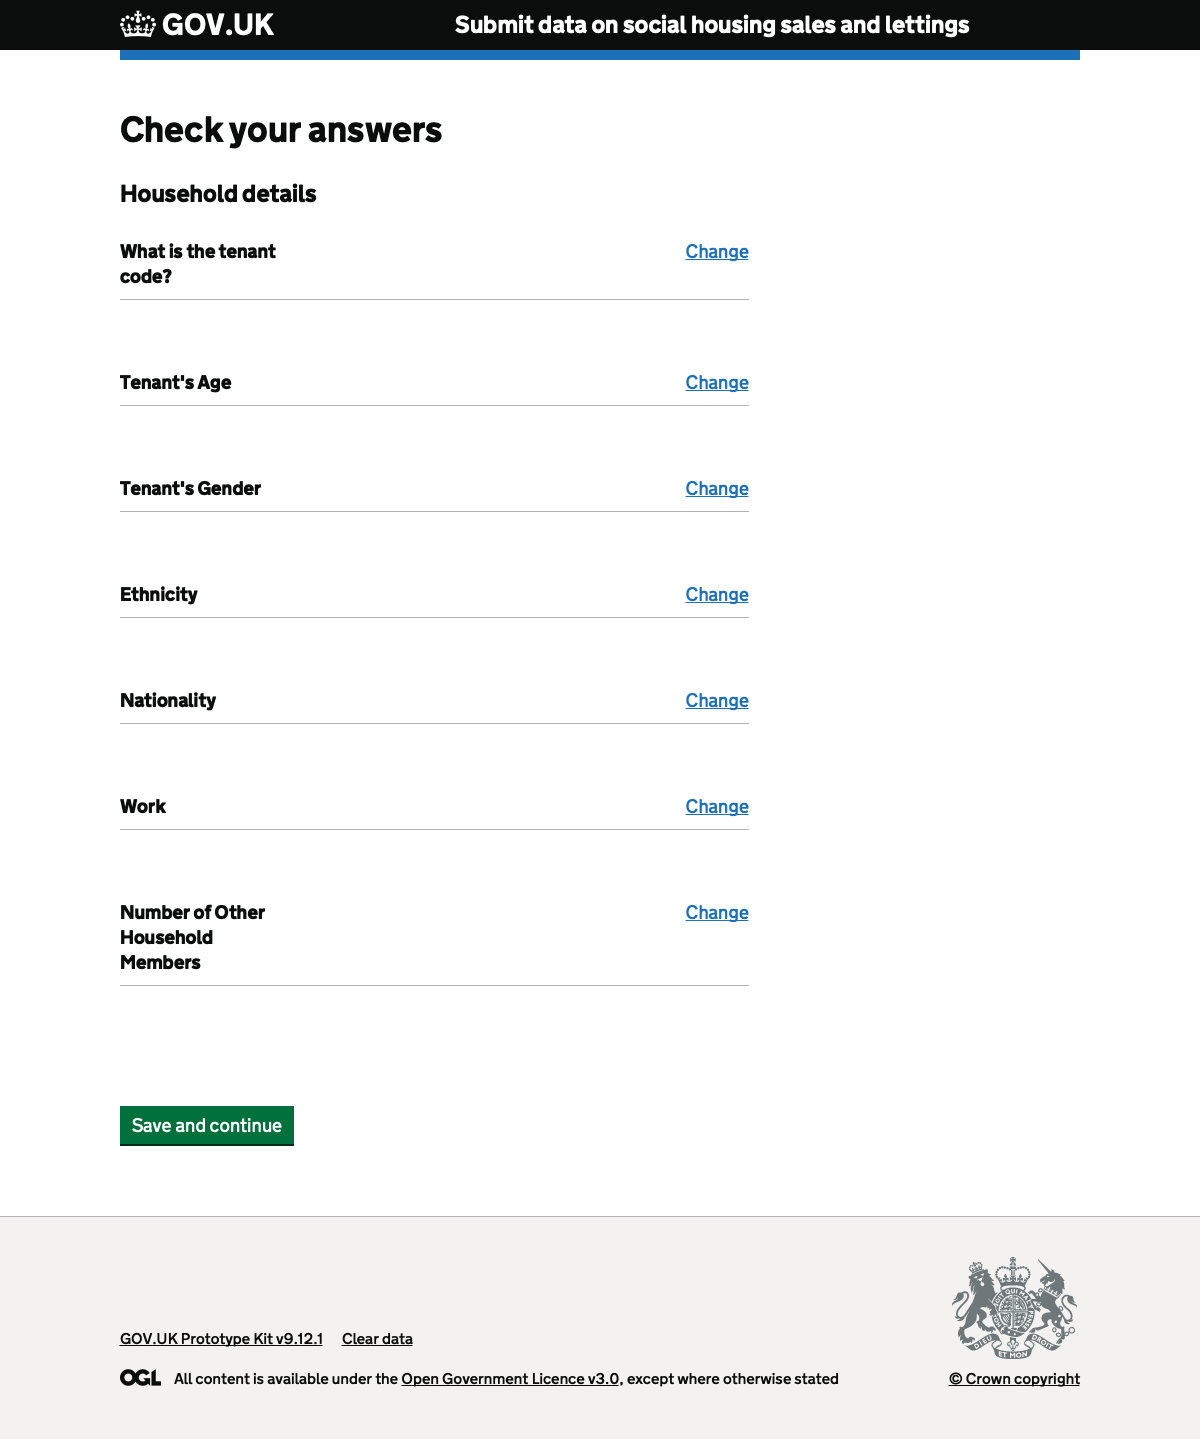 GOV.UK
Submit data on social housing sales and lettings
Check your answers
Household details
What is the tenant
code?
Change
Tenant's Age
Change
Tenant's Gender
Change
Ethnicity
Change
Nationality
Change
Work
Change
Number of Other
Household
Members
Change
Save and continue
GOV.UK Prototype Kit v9.12.1
Clear data
OGL
All content is available under the Open Government Licence v3.0, except where otherwise stated
DIEU ET MON DROIT
© Crown copyright